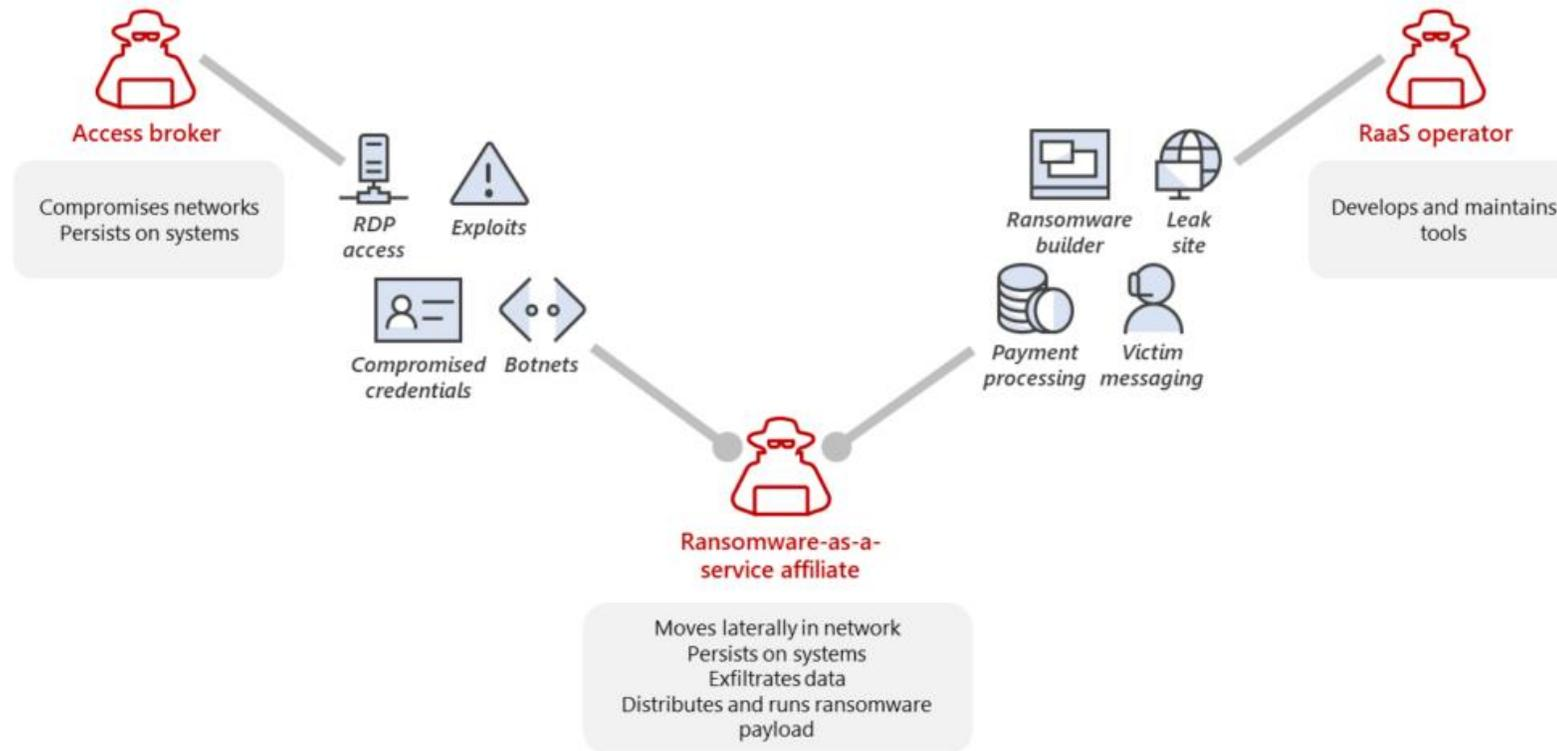 Access broker
Compromises networks
Persists on systems
RDP
access
Exploits
Compromised
credentials
Botnets
Ransomware
builder
Leak
site
Payment
processing
Victim
messaging
RaaS operator
Develops and maintains
tools
Ransomware-as-a-
service affiliate
Moves laterally in network
Persists on systems
Exfiltrates data
Distributes and runs ransomware
payload